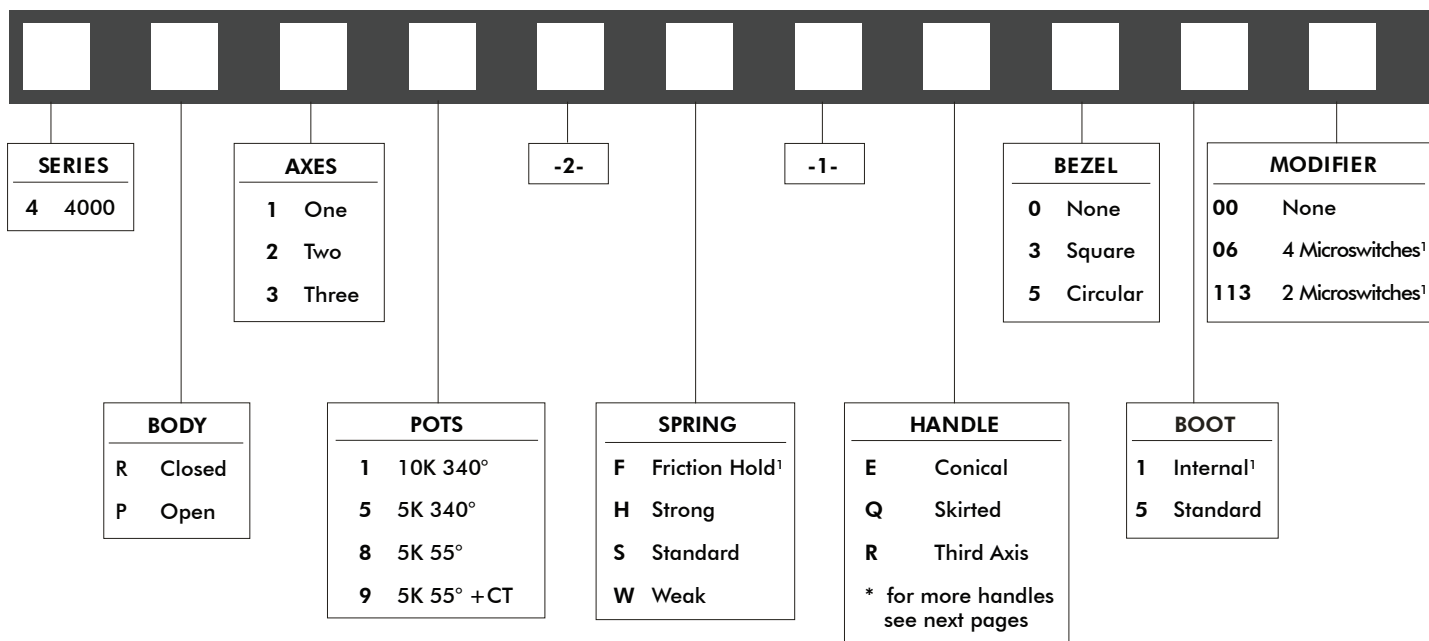 SERIES
4 4000
AXES
1 One
2 Two
3 Three
-2-
-1-
BEZEL
0 None
3 Square
5 Circular
MODIFIER
00 None
06 4 Microswitches¹
113 2 Microswitches¹
BODY
R Closed
P Open
POTS
1 10K 340°
5 5K 340°
8 5K 55°
9 5K 55° +CT
SPRING
F Friction Hold¹
H Strong
S Standard
W Weak
HANDLE
E Conical
Q Skirted
R Third Axis
* for more handles
see next pages
BOOT
1 Internal¹
5 Standard